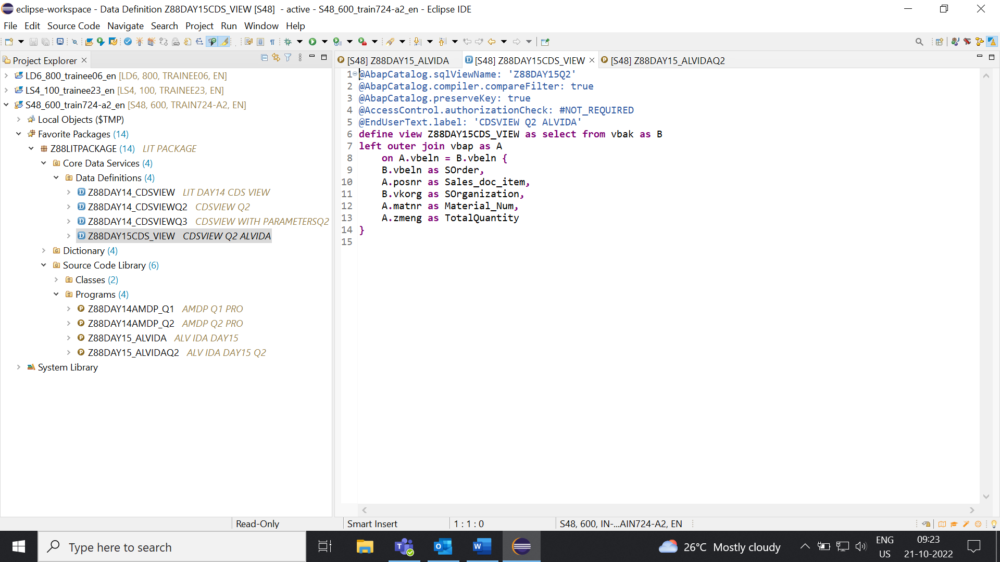 eclipse-workspace - Data Definition Z88DAY15CDS_VIEW [S48]  - active - S48_600_train724-a2_en - Eclipse IDE
File Edit Source Code Navigate Search Project Run Window Help
Project Explorer
LD6_800_trainee06_en [LD6, 800, TRAINEE06, EN]
LS4_100_trainee23_en [LS4, 100, TRAINEE23, EN]
S48_600_train724-a2_en [S48, 600, TRAIN724-A2, EN]
Local Objects ($TMP)
Favorite Packages (14)
Z88LITPACKAGE (14) LIT PACKAGE
Core Data Services (4)
Data Definitions (4)
Z88DAY14_CDSVIEW LIT DAY14 CDS VIEW
Z88DAY14_CDSVIEWQ2 CDSVIEW Q2
Z88DAY14_CDSVIEWQ3 CDSVIEW WITH PARAMETERSQ2
Z88DAY15CDS_VIEW CDSVIEW Q2 ALVIDA
Dictionary (4)
Source Code Library (6)
Classes (2)
Programs (4)
Z88DAY14AMDP_Q1 AMDP Q1 PRO
Z88DAY14AMDP_Q2 AMDP Q2 PRO
Z88DAY15_ALVIDA ALV IDA DAY15
Z88DAY15_ALVIDAQ2 ALV IDA DAY15 Q2
System Library
[S48] Z88DAY15_ALVIDA [S48] Z88DAY15CDS_VIEW [S48] Z88DAY15_ALVIDAQ2
1 @AbapCatalog.sqlViewName: 'Z88DAY15Q2'
2 @AbapCatalog.compiler.compareFilter: true
3 @AbapCatalog.preserveKey: true
4 @AccessControl.authorizationCheck: #NOT_REQUIRED
5 @EndUserText.label: 'CDSVIEW Q2 ALVIDA'
6 define view Z88DAY15CDS_VIEW as select from vbak as B
7 left outer join vbap as A
8     on A.vbeln = B.vbeln {
9     B.vbeln as SOrder,
10     A.posnr as Sales_doc_item,
11     B.vkorg as SOrganization,
12     A.matnr as Material_Num,
13     A.zmeng as TotalQuantity
14 }
15
Read-Only Smart Insert 1 : 1 : 0 S48, 600, IN-...AIN724-A2, EN
Type here to search
26°C Mostly cloudy
ENG
US
09:23
21-10-2022